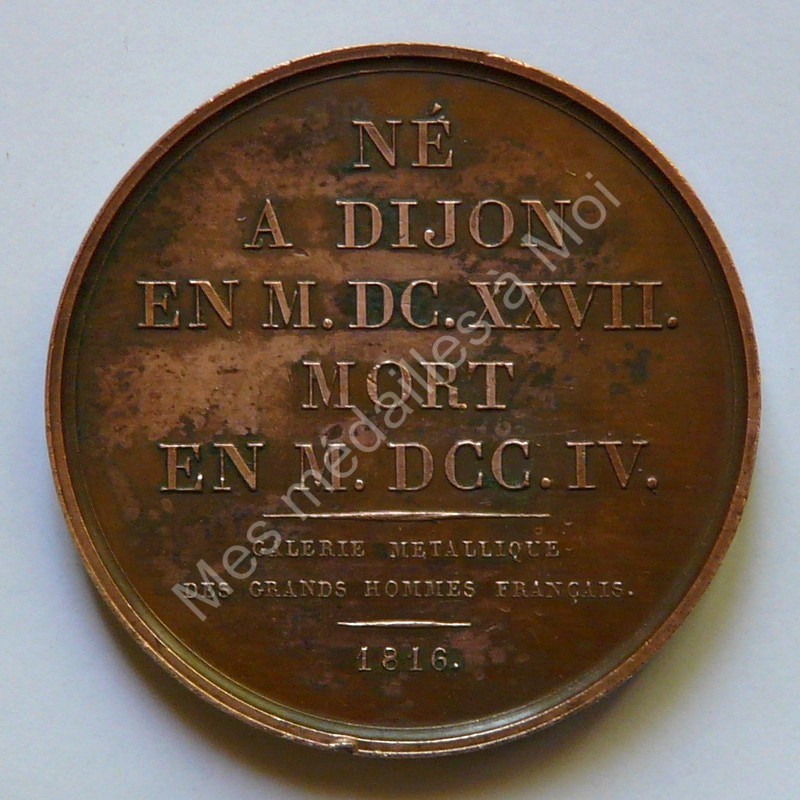 NÉ
A DIJON
EN M.DC.XXVII.
MORT
EN M.DCC.IV.
GALERIE METALLIQUE
DES GRANDS HOMMES FRANÇAIS.
1816.
Mes médailles à Moi